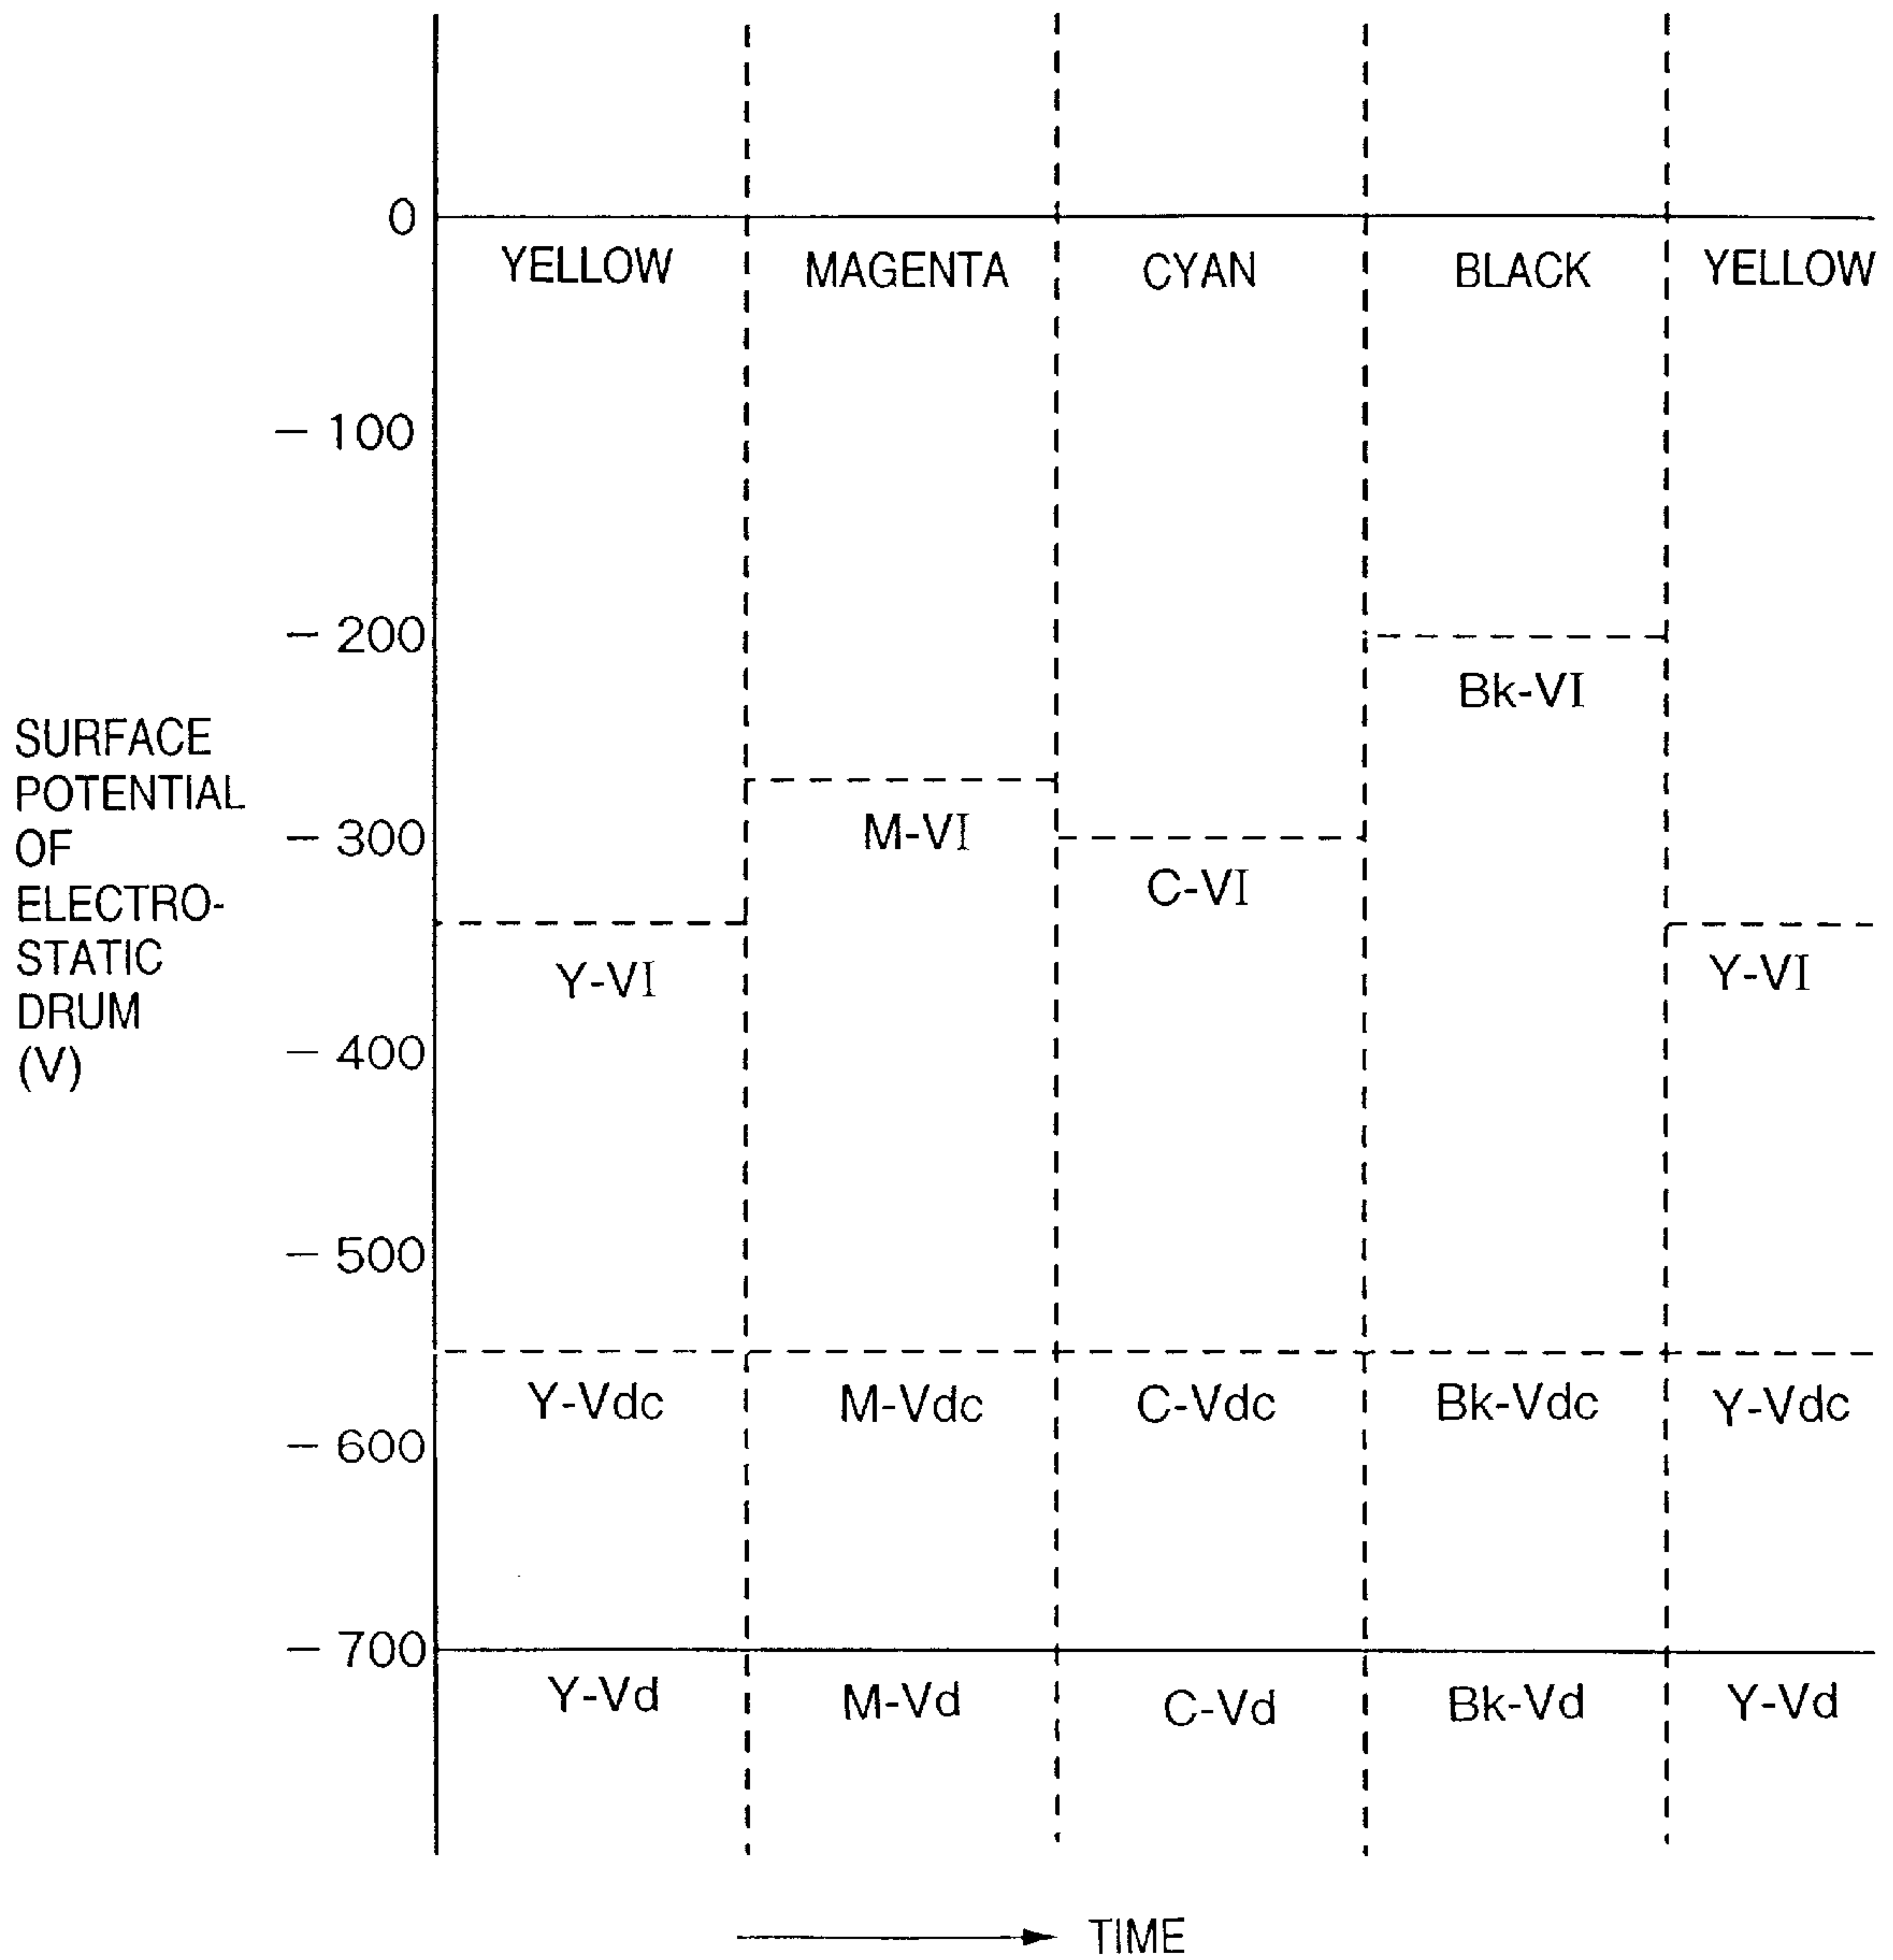 0
YELLOW MAGENTA CYAN BLACK YELLOW
— 100
— 200
Bk-VI
SURFACE
POTENTIAL
OF
ELECTRO-
STATIC
DRUM
(V)
M-VI
— 300
C-VI
Y-VI Y-VI
— 400
— 500
Y-Vdc M-Vdc C-Vdc Bk-Vdc Y-Vdc
— 600
— 700
Y-Vd M-Vd C-Vd Bk-Vd Y-Vd
TIME